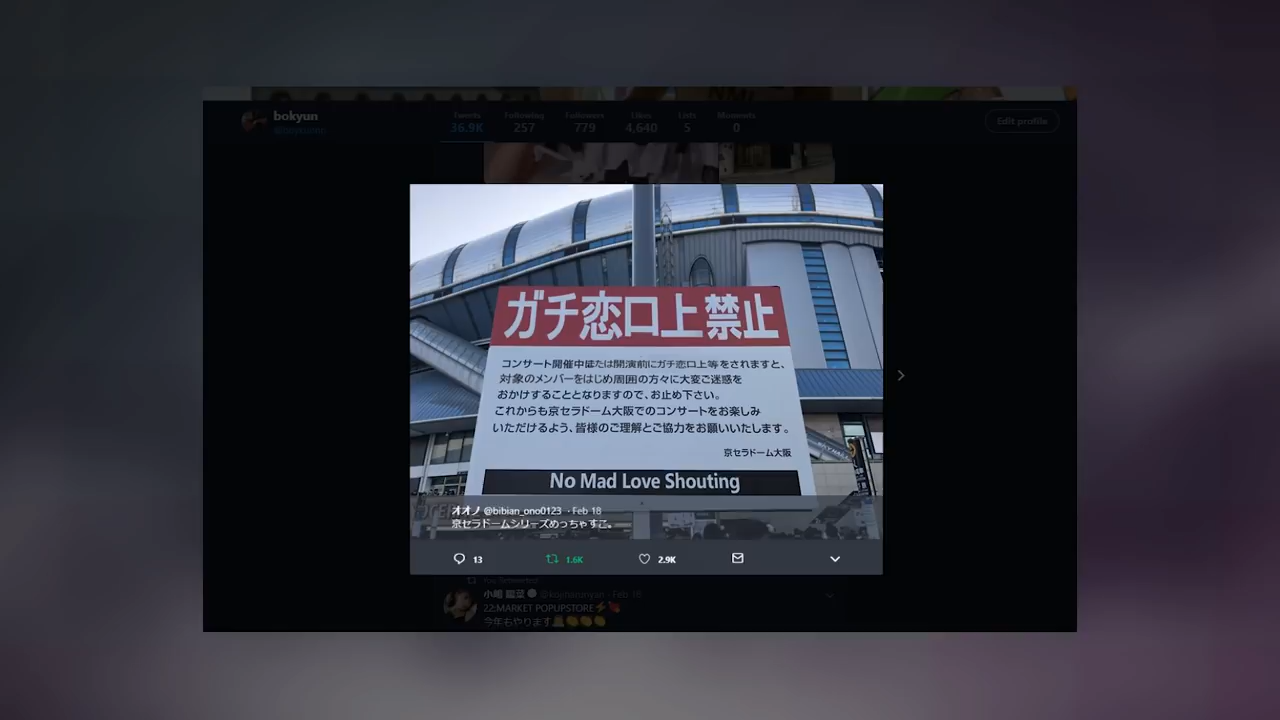 bokyun
Tweets Following Followers Likes Lists Moments
36.9K 257 779 4,640 5 0
Edit profile
ガチ恋口上禁止
コンサート開催中または開演前にガチ恋口上等をされますと、
対象のメンバーをはじめ周囲の方々に大変ご迷惑を
おかけすることとなりますので、お止め下さい。
これからも京セラドーム大阪でのコンサートをお楽しみ
いただけるよう、皆様のご理解とご協力をお願いいたします。
京セラドーム大阪
No Mad Love Shouting
オオノ @bibian_ono0123 · Feb 18
京セラドームシリーズめっちゃすこ。
13 1.6K 2.9K
You Retweeted
Feb 18
22:MARKET POPUPSTORE⚡🍓
今年もやります